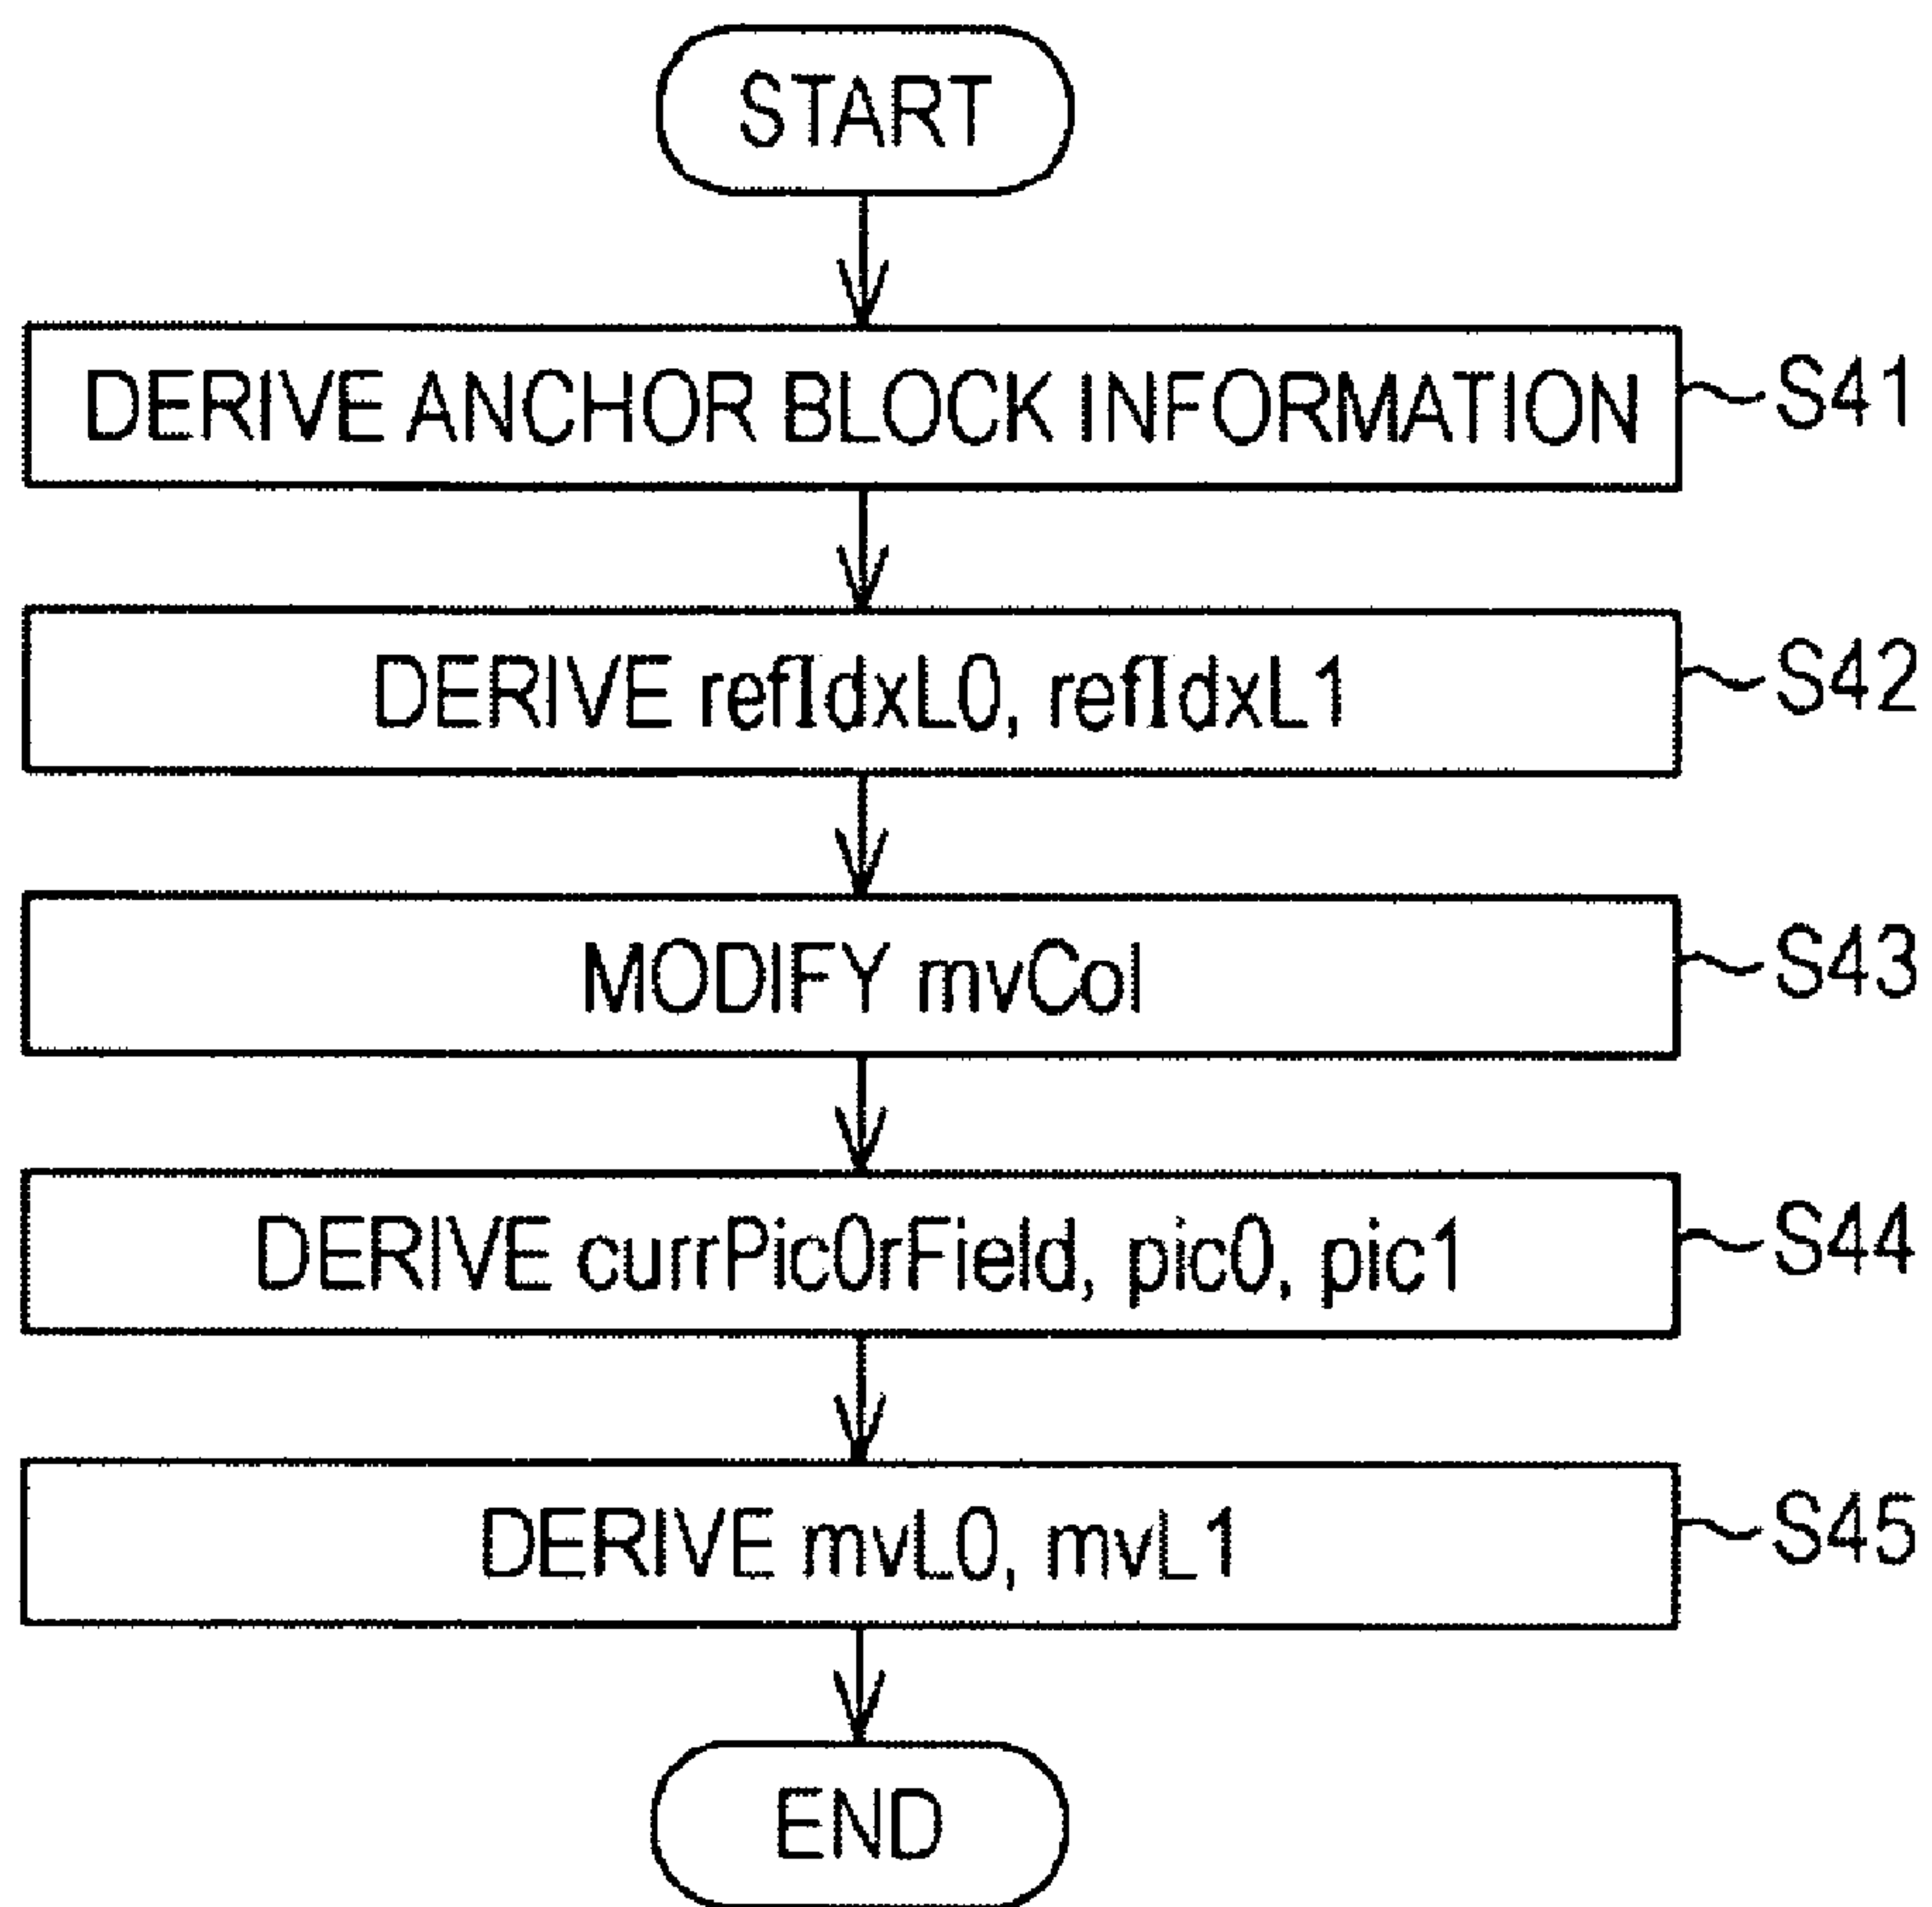 START
DERIVE ANCHOR BLOCK INFORMATION S41
DERIVE refIdxL0, refIdxL1 S42
MODIFY mvCol S43
DERIVE currPic0rField, pic0, pic1 S44
DERIVE mvL0, mvL1 S45
END